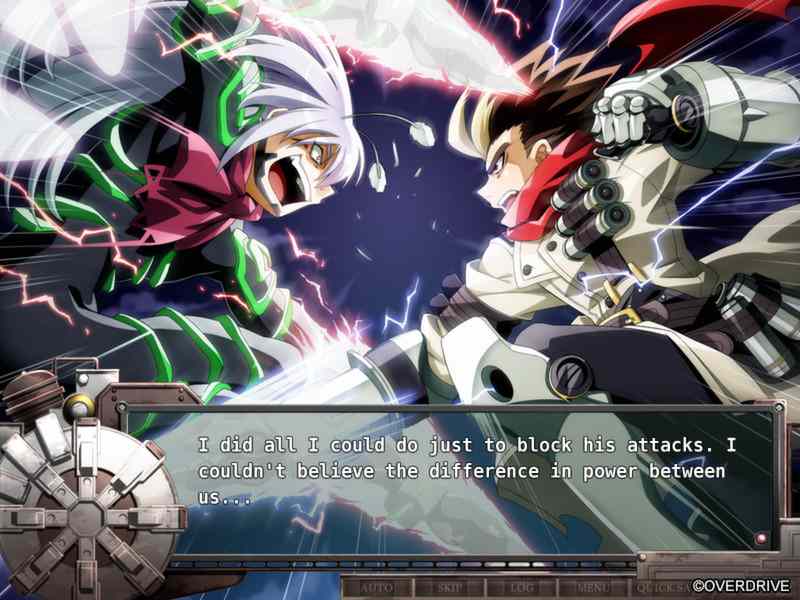 I did all I could do just to block his attacks. I
couldn't believe the difference in power between
us...
AUTO SKIP LOG MENU QUICK
©OVERDRIVE